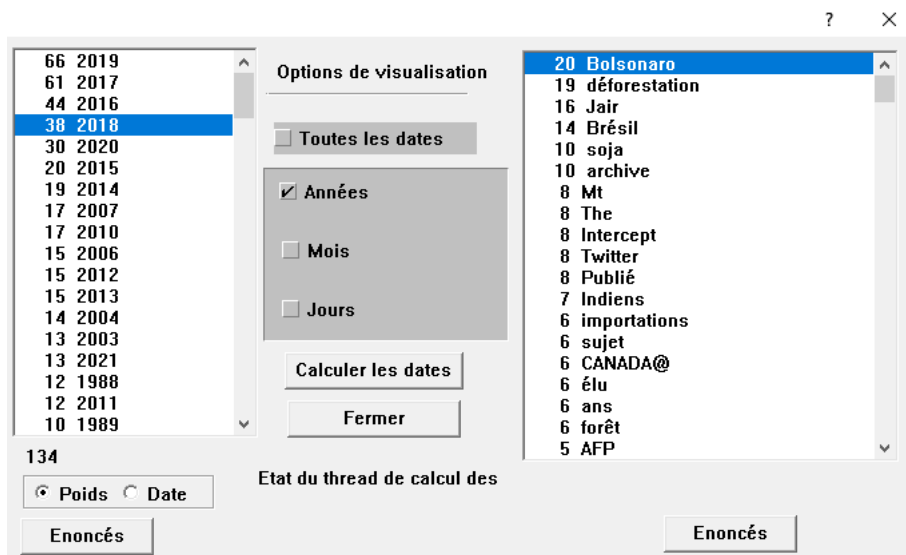 ?
66 2019
61 2017
44 2016
38 2018
30 2020
20 2015
19 2014
17 2007
17 2010
15 2006
15 2012
15 2013
14 2004
13 2003
13 2021
12 1988
12 2011
10 1989
134
Poids Date
Enoncés
Options de visualisation
Toutes les dates
Années
Mois
Jours
Calculer les dates
Fermer
Etat du thread de calcul des
20 Bolsonaro
19 déforestation
16 Jair
14 Brésil
10 soja
10 archive
8 Mt
8 The
8 Intercept
8 Twitter
8 Publié
7 Indiens
6 importations
6 sujet
6 CANADA@
6 élu
6 ans
6 forêt
5 AFP
Enoncés